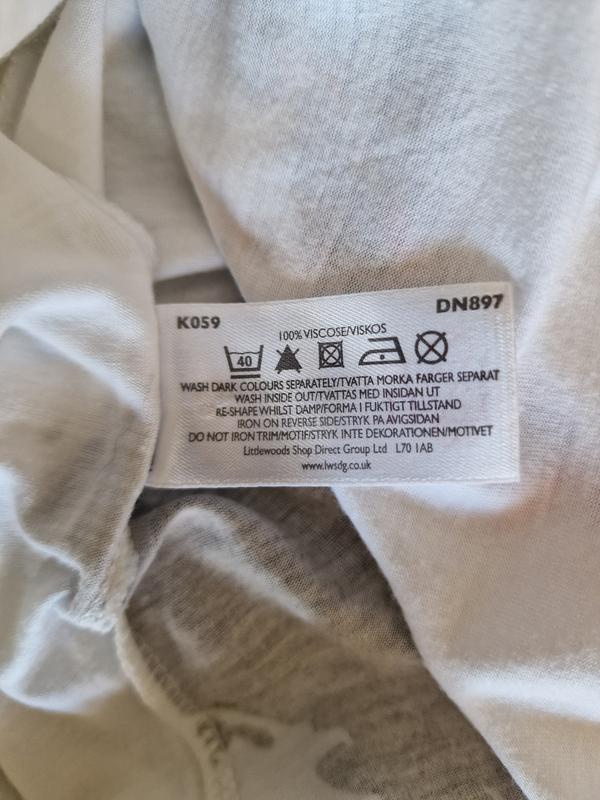 K059
DN897
100% VISCOSE/VISKOS
40
WASH DARK COLOURS SEPARATELY/TVATTA MORKA FARGER SEPARAT
WASH INSIDE OUT/TVATTAS MED INSIDAN UT
RE-SHAPE WHILST DAMP/FORMA I FUKTIGT TILLSTAND
IRON ON REVERSE SIDE/STRYK PA AVIGSIDAN
DO NOT IRON TRIM/MOTIF/STRYK INTE DEKORATIONEN/MOTIVET
Littlewoods Shop Direct Group Ltd L70 1AB
www.lwsdg.co.uk